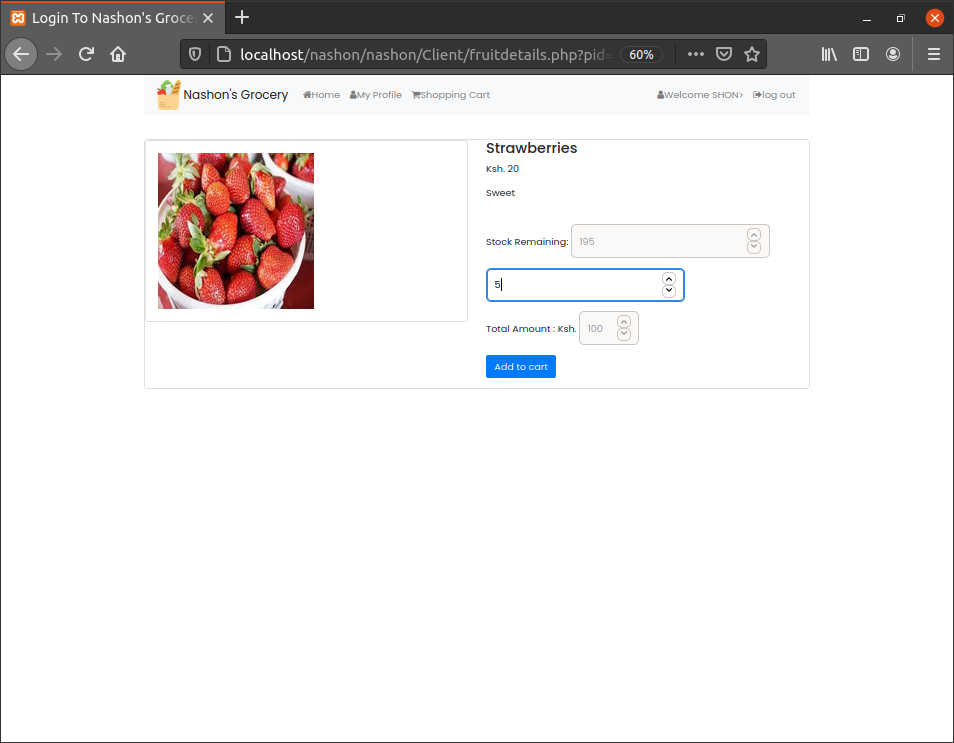 Login To Nashon's Groce
localhost/nashon/nashon/Client/fruitdetails.php?pid= 60%
Nashon's Grocery Home My Profile Shopping Cart Welcome SHON> log out
Strawberries
Ksh. 20
Sweet
Stock Remaining: 195
5
Total Amount : Ksh. 100
Add to cart